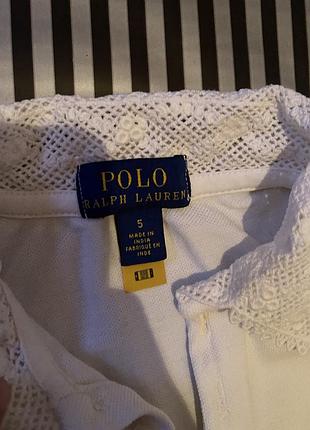 POLO
RALPH LAUREN
5
MADE IN
INDIA
FABRIQUÉ EN
INDE